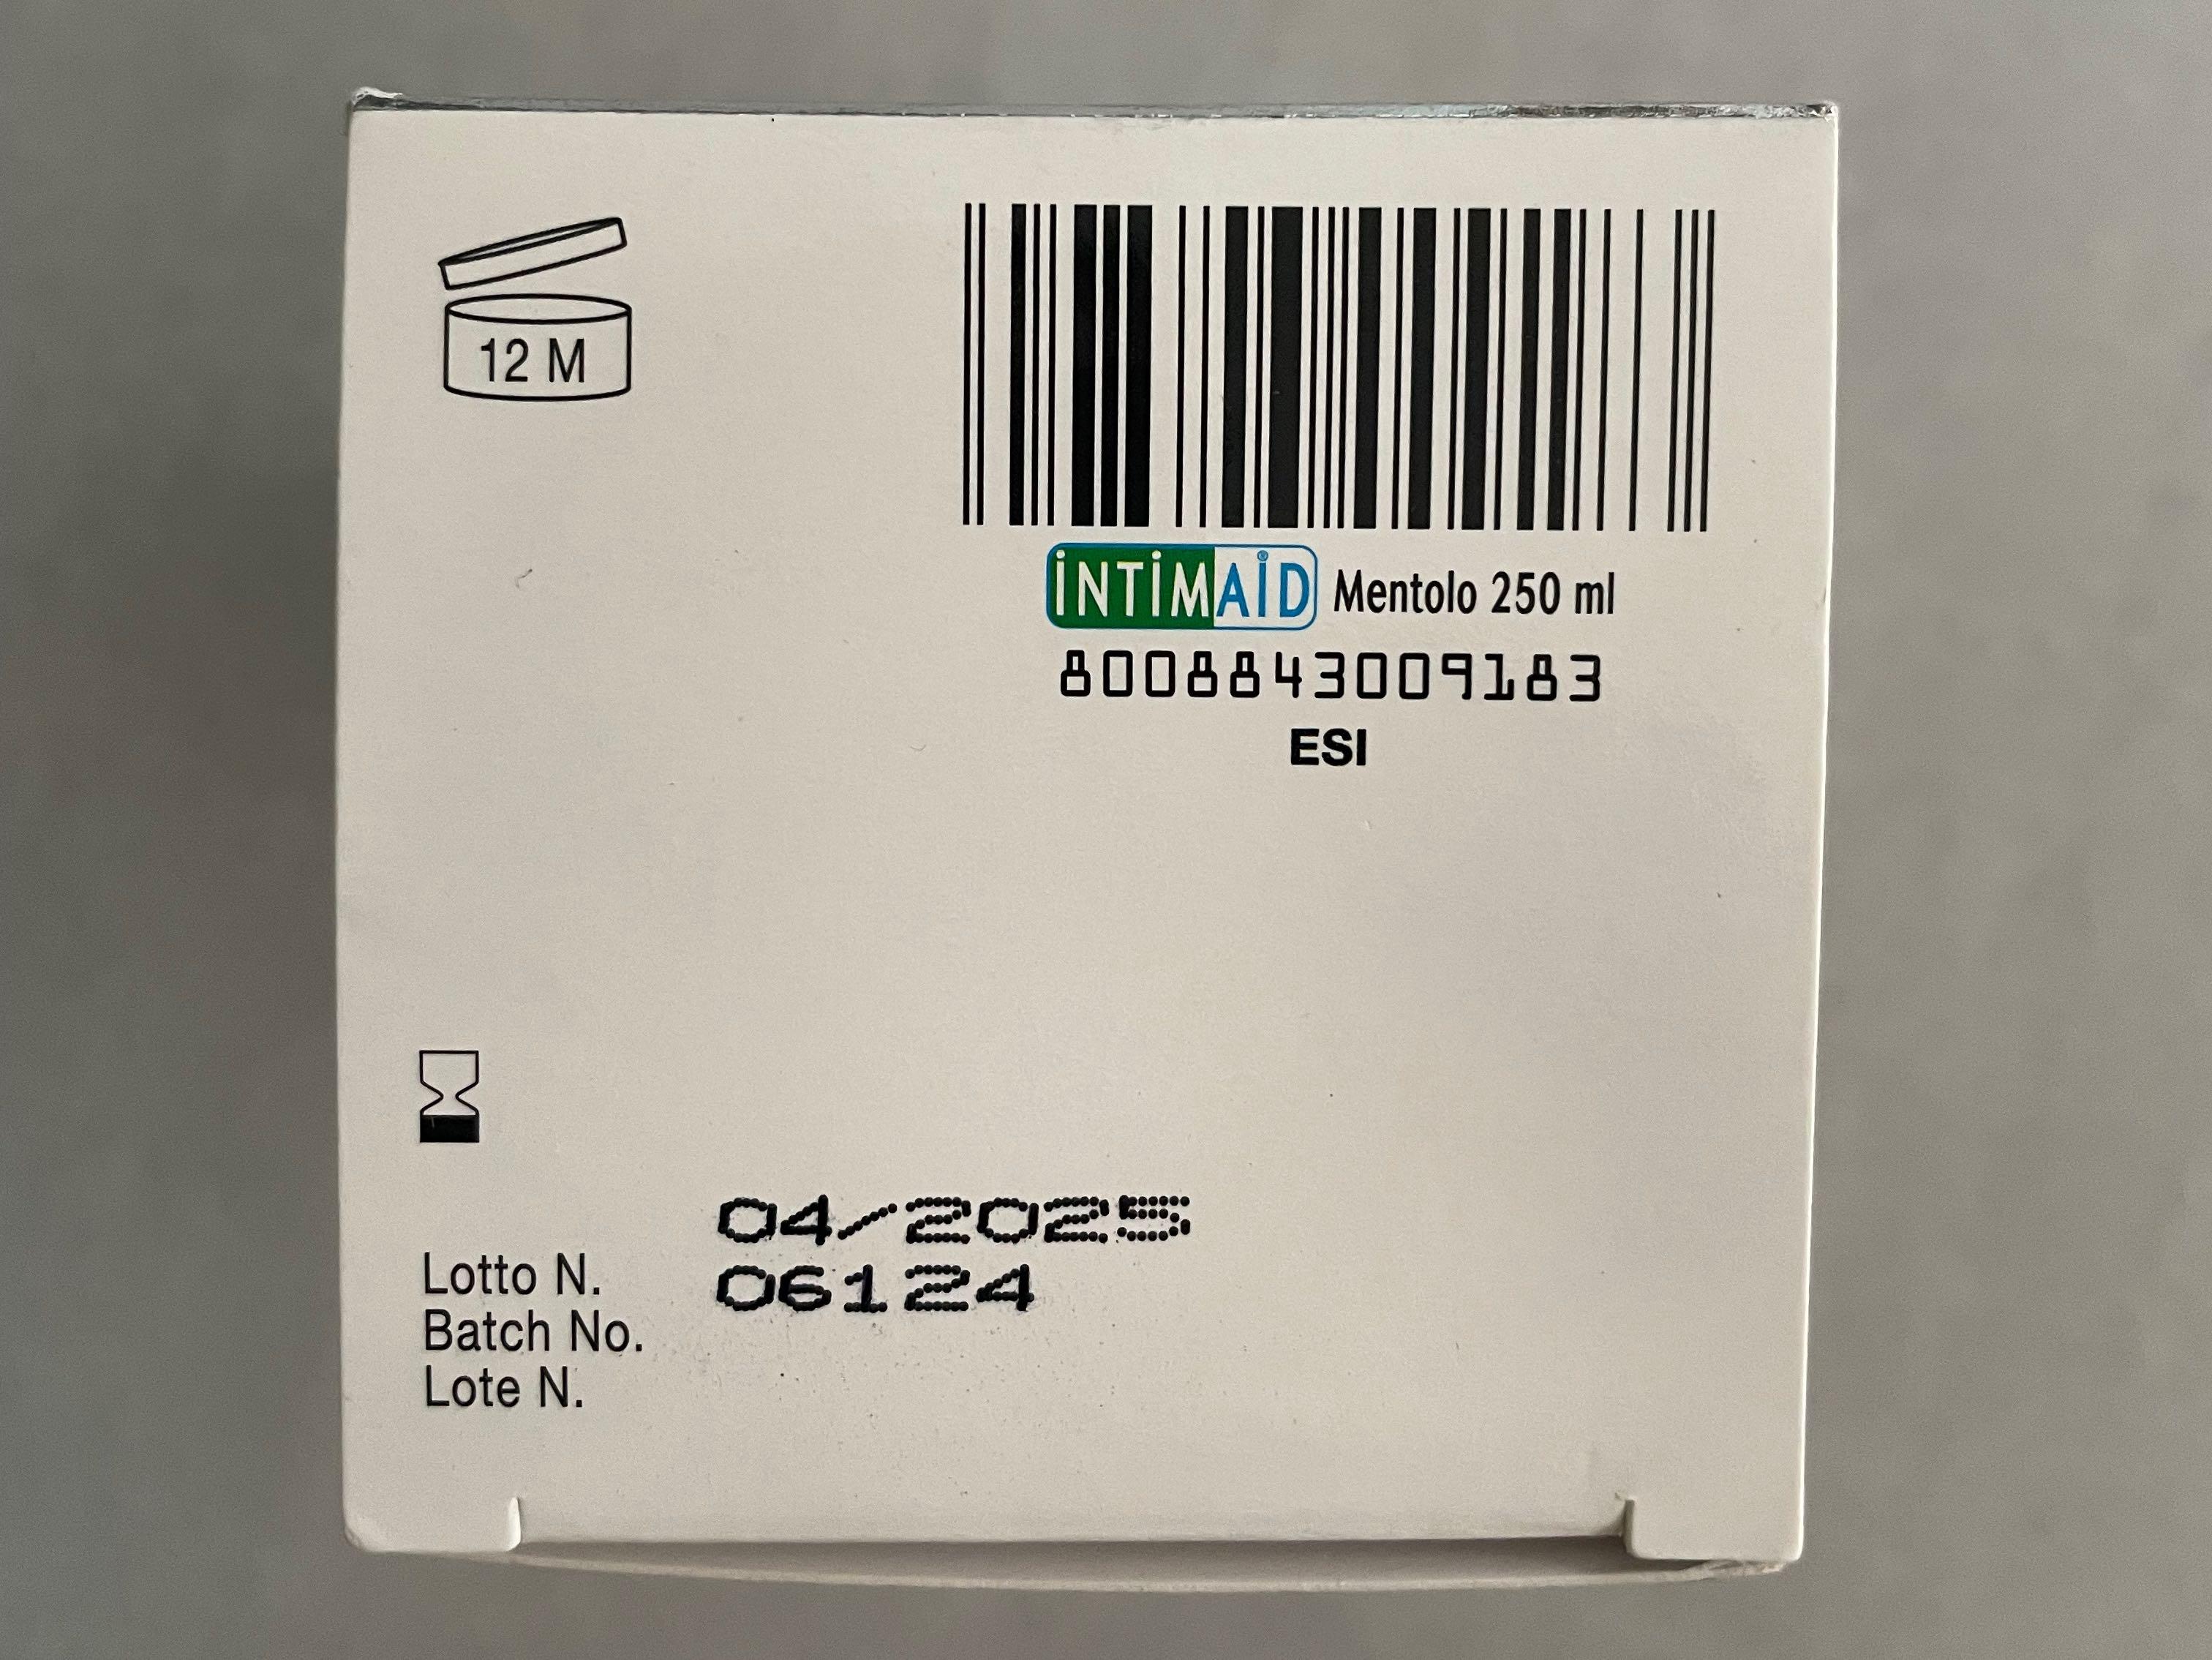 12 M
INTIMAID® Mentolo 250 ml
8008843009183
ESI
04/2025
Lotto N. 06124
Batch No.
Lote N.